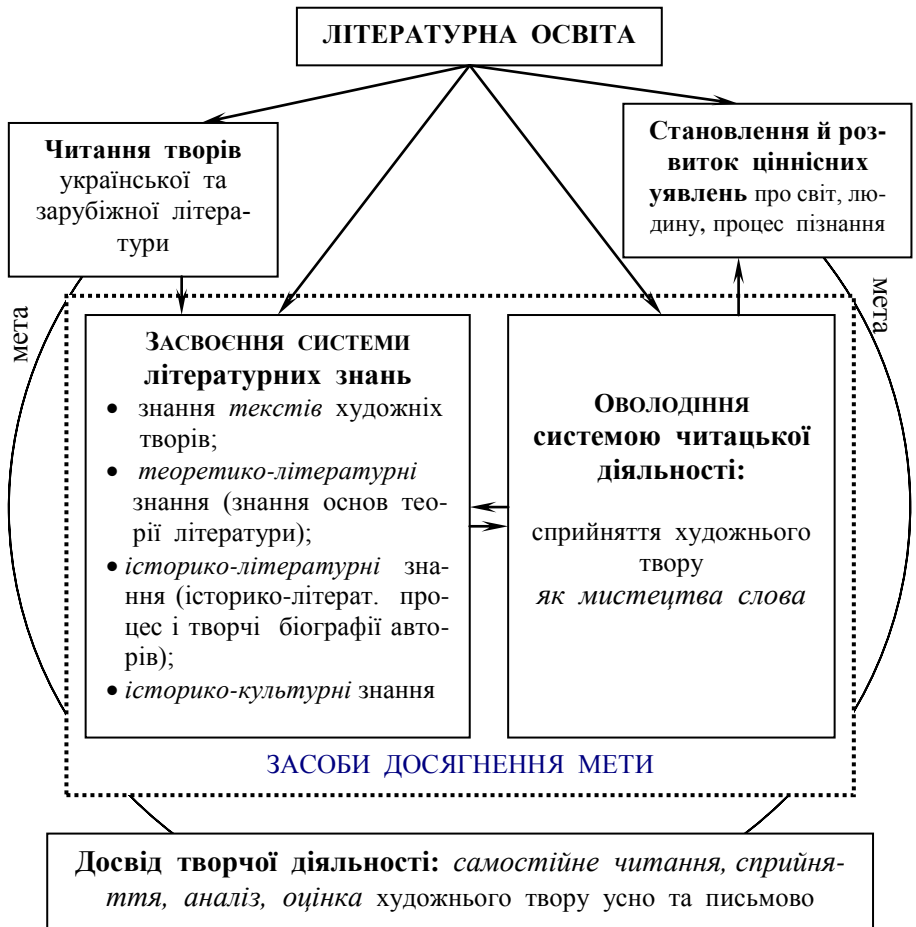 ЛІТЕРАТУРНА ОСВІТА
Читання творів
української та
зарубіжної літера-
тури
Становлення й роз-
виток ціннісних
уявлень про світ, лю-
дину, процес пізнання
мета
мета
ЗАСВОЄННЯ СИСТЕМИ
літературних знань
• знання текстів художніх
творів;
• теоретико-літературні
знання (знання основ тео-
рії літератури);
• історико-літературні зна-
ння (історико-літерат. про-
цес і творчі біографії авто-
рів);
• історико-культурні знання
ОВОЛОДІННЯ
системою читацької
діяльності:
сприйняття художнього
твору
як мистецтва слова
ЗАСОБИ ДОСЯГНЕННЯ МЕТИ
Досвід творчої діяльності: самостійне читання, сприйня-
ття, аналіз, оцінка художнього твору усно та письмово